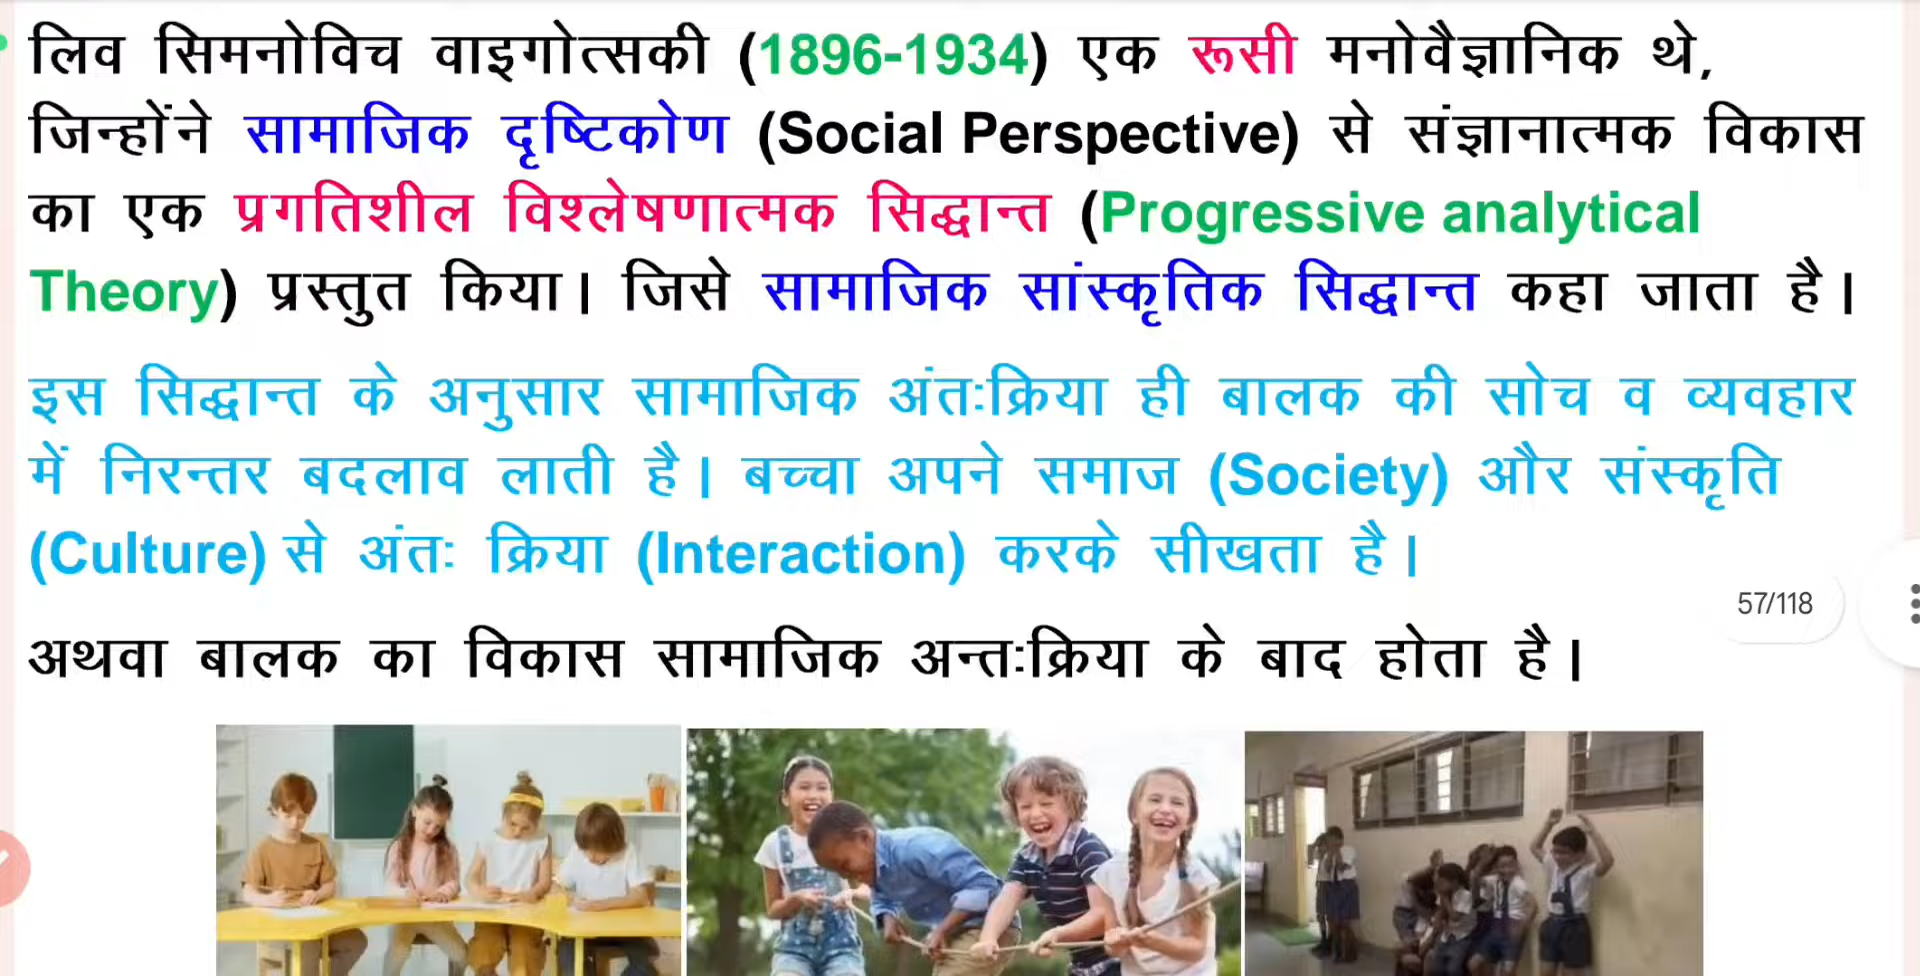 लिव सिमनोविच वाइगोत्सकी (1896-1934) एक रूसी मनोवैज्ञानिक थे,
जिन्होंने सामाजिक दृष्टिकोण (Social Perspective) से संज्ञानात्मक विकास
का एक प्रगतिशील विश्लेषणात्मक सिद्धान्त (Progressive analytical
Theory) प्रस्तुत किया। जिसे सामाजिक सांस्कृतिक सिद्धान्त कहा जाता है।
इस सिद्धान्त के अनुसार सामाजिक अंतःक्रिया ही बालक की सोच व व्यवहार
में निरन्तर बदलाव लाती है। बच्चा अपने समाज (Society) और संस्कृति
(Culture) से अंतः क्रिया (Interaction) करके सीखता है।
57/118
अथवा बालक का विकास सामाजिक अन्तःक्रिया के बाद होता है।